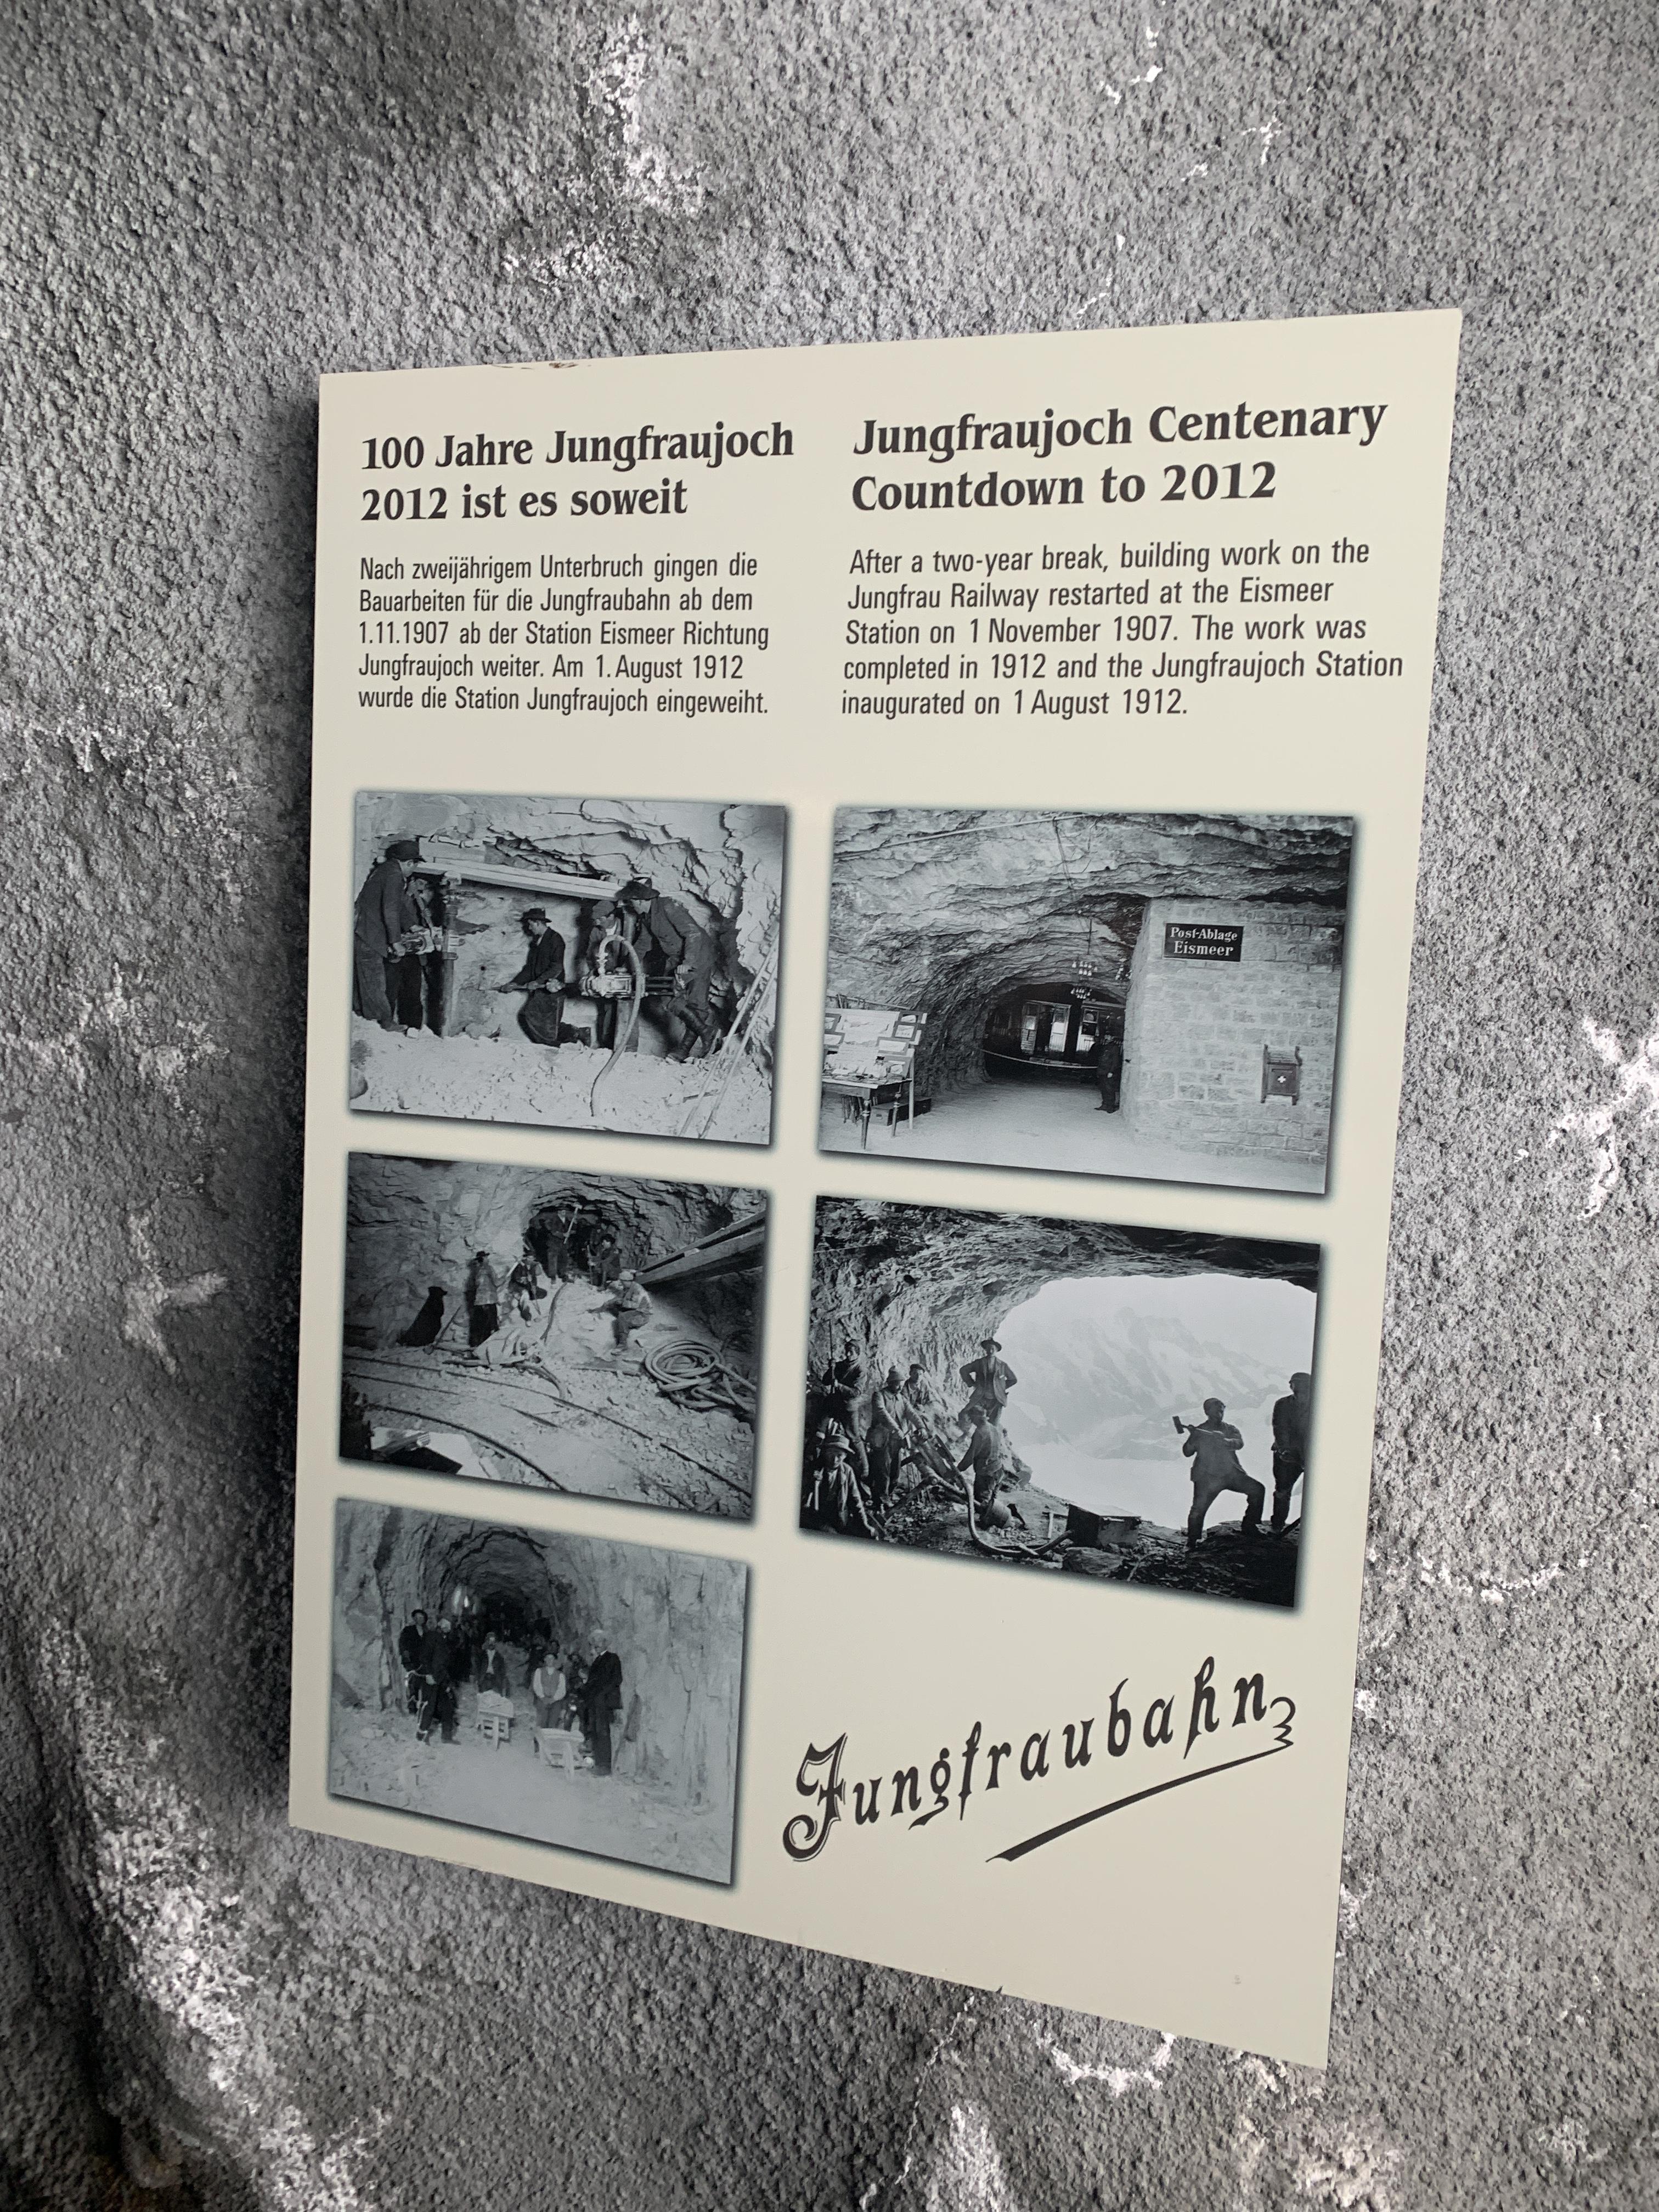 100 Jahre Jungfraujoch
2012 ist es soweit
Nach zweijährigem Unterbruch gingen die
Bauarbeiten für die Jungfraubahn ab dem
1.11.1907 ab der Station Eismeer Richtung
Jungfraujoch weiter. Am 1. August 1912
wurde die Station Jungfraujoch eingeweiht.
Jungfraujoch Centenary
Countdown to 2012
After a two-year break, building work on the
Jungfrau Railway restarted at the Eismeer
Station on 1 November 1907. The work was
completed in 1912 and the Jungfraujoch Station
inaugurated on 1 August 1912.
Post-Ablage
Eismeer
Jungfraubahn